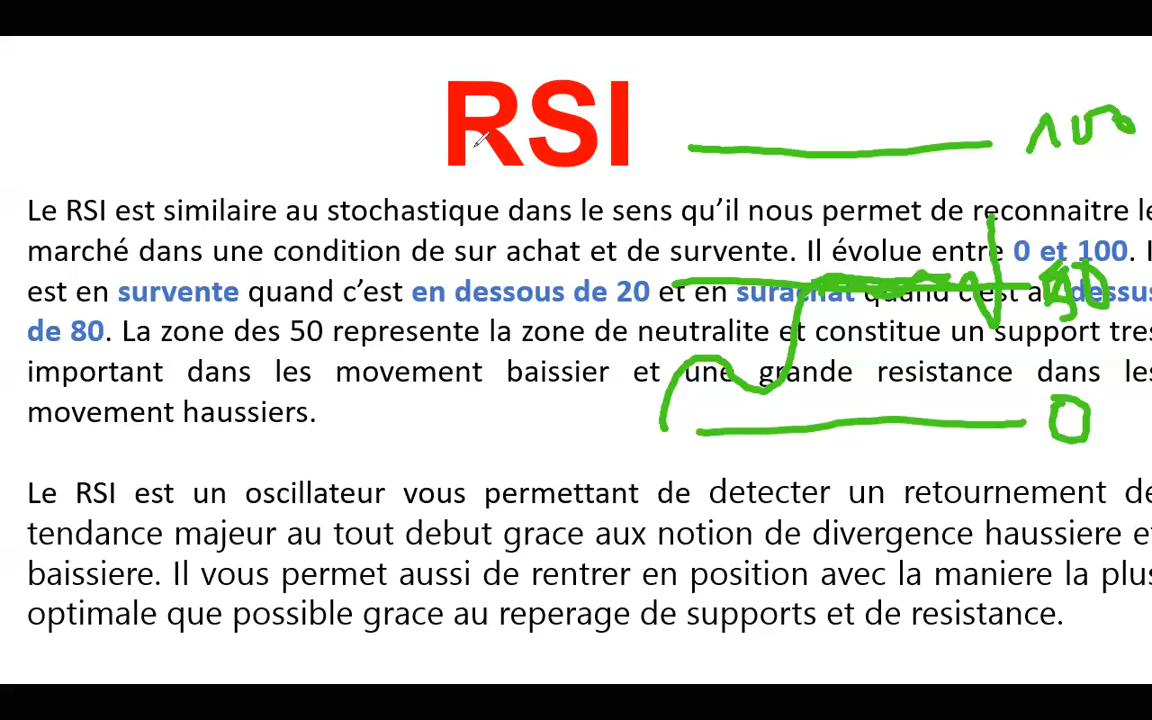 RSI
100
Le RSI est similaire au stochastique dans le sens qu’il nous permet de reconnaitre le
marché dans une condition de sur achat et de survente. Il évolue entre 0 et 100. I
est en survente quand c’est en dessous de 20 et en surachat quand c’est au dessus
50
de 80. La zone des 50 represente la zone de neutralite et constitue un support tres
important dans les movement baissier et une grande resistance dans les
movement haussiers.
0
Le RSI est un oscillateur vous permettant de detecter un retournement de
tendance majeur au tout debut grace aux notion de divergence haussiere et
baissiere. Il vous permet aussi de rentrer en position avec la maniere la plus
optimale que possible grace au reperage de supports et de resistance.